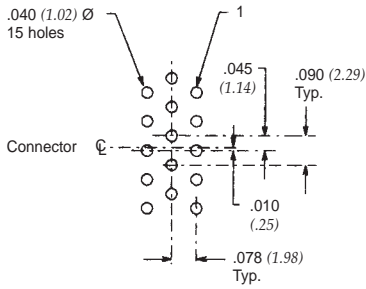 .040 (1.02) Ø
15 holes
1
.045
(1.14)
.090 (2.29)
Typ.
Connector ℄
.010
(.25)
.078 (1.98)
Typ.